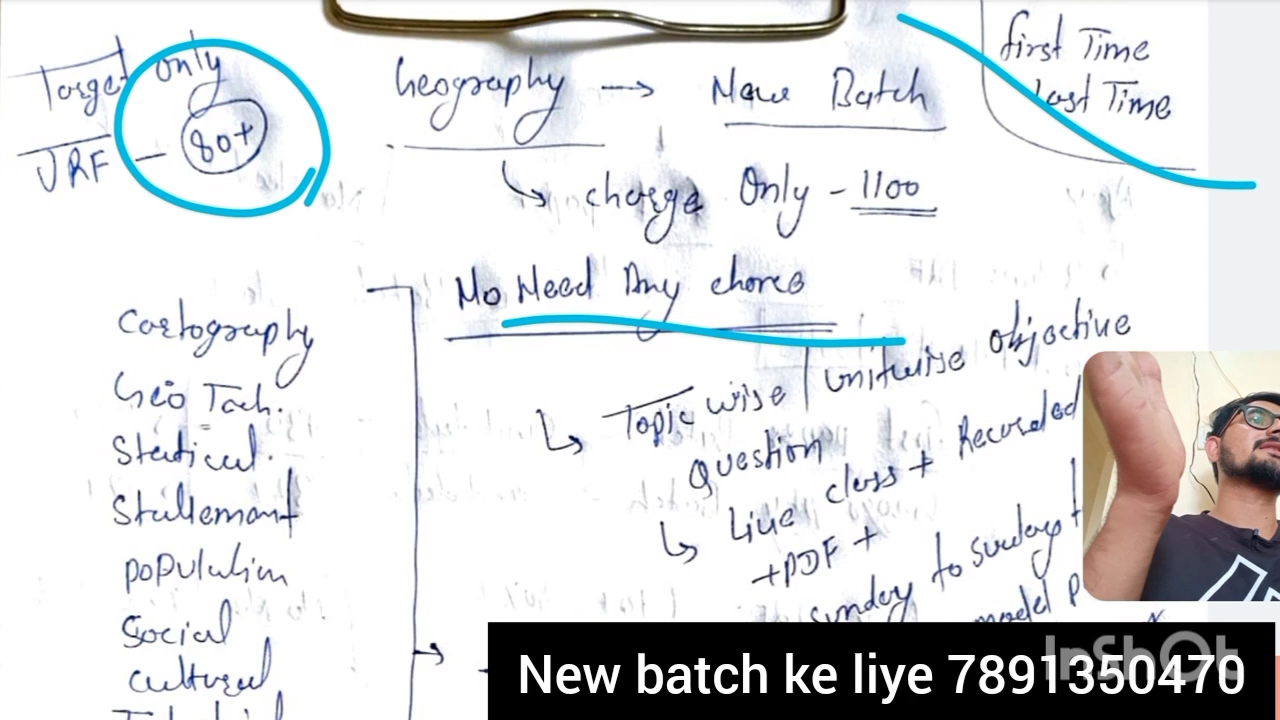 Target Only
JRF - 80+
Geography → New Batch
↳ charge Only - 1100
first Time
Last Time
No Need Any
Cartography
Geo Tech.
Statical.
Stattement
population
Social
cultural
↳ Topic wise | unitwise objective
Question
↳ Live class + Recorded
+PDF +
sunday to sunday
model
New batch ke liye 7891350470
InShOt